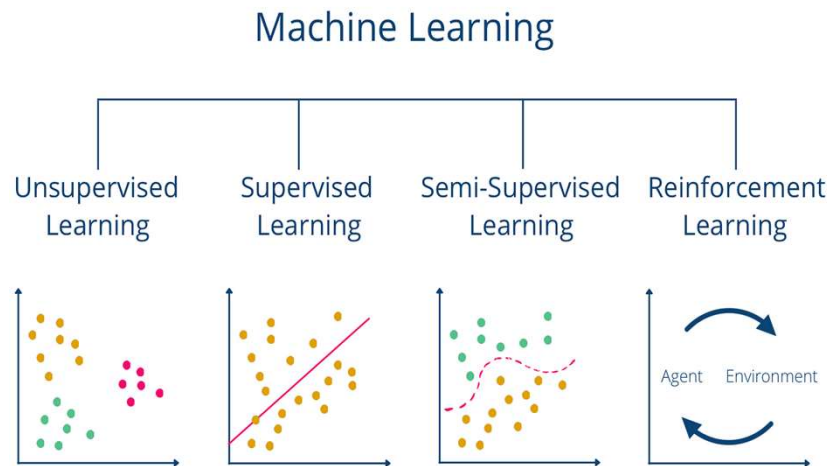 Machine Learning
Unsupervised
Learning
Supervised
Learning
Semi-Supervised
Learning
Reinforcement
Learning
Agent
Environment